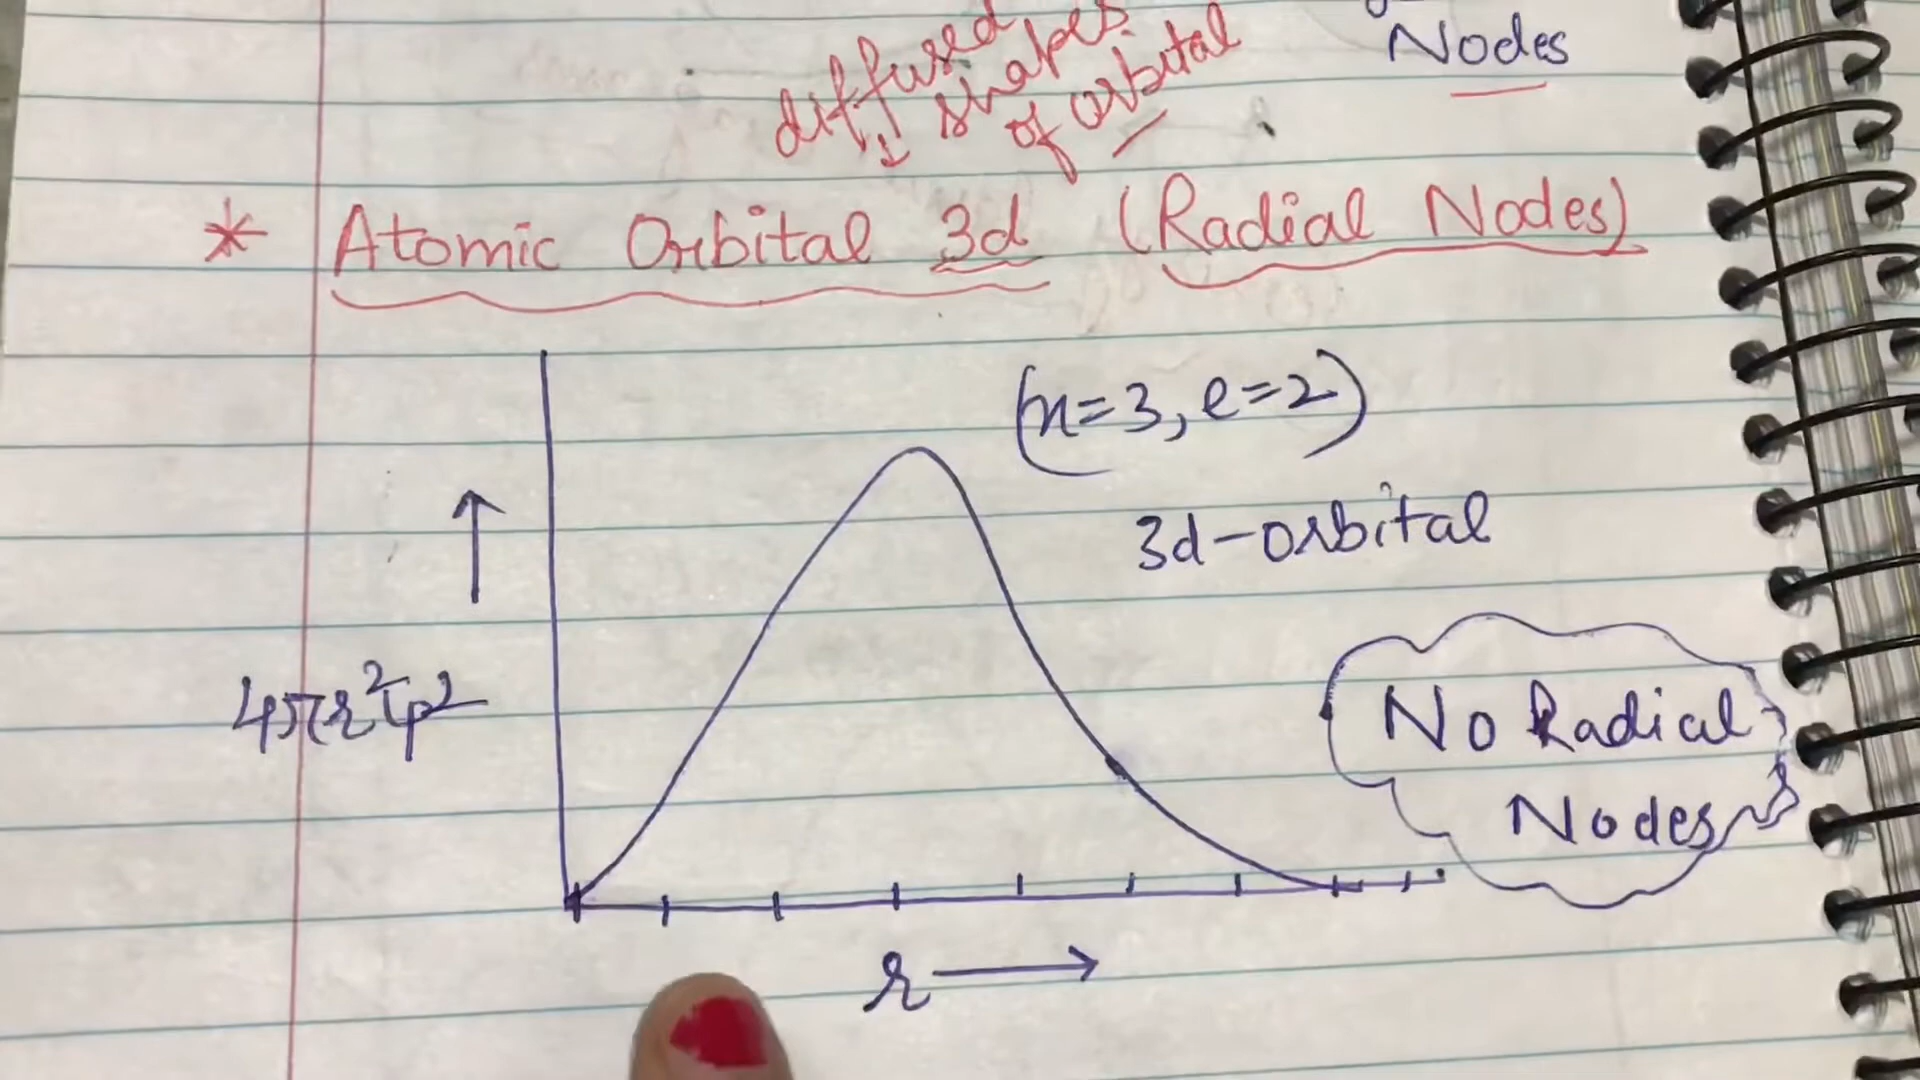 Nodes
diffused
shapes
of orbital
* Atomic Orbital 3d (Radial Nodes)
(n=3, e=2)
3d-orbital
4πr²ψ²
No Radial
Nodes
r